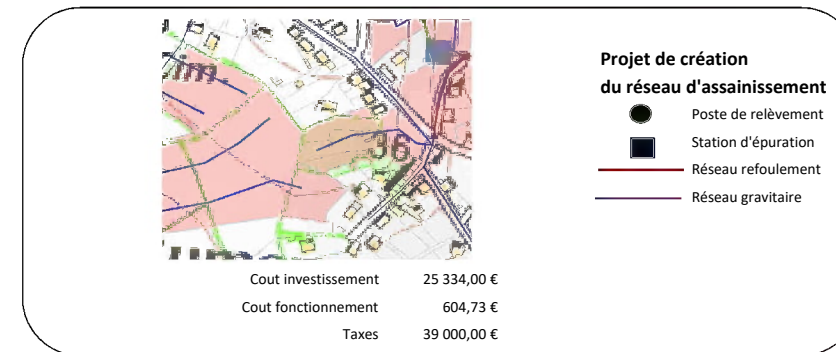 36
Projet de création
du réseau d'assainissement
Poste de relèvement
Station d'épuration
Réseau refoulement
Réseau gravitaire
Cout investissement 25 334,00 €
Cout fonctionnement 604,73 €
Taxes 39 000,00 €